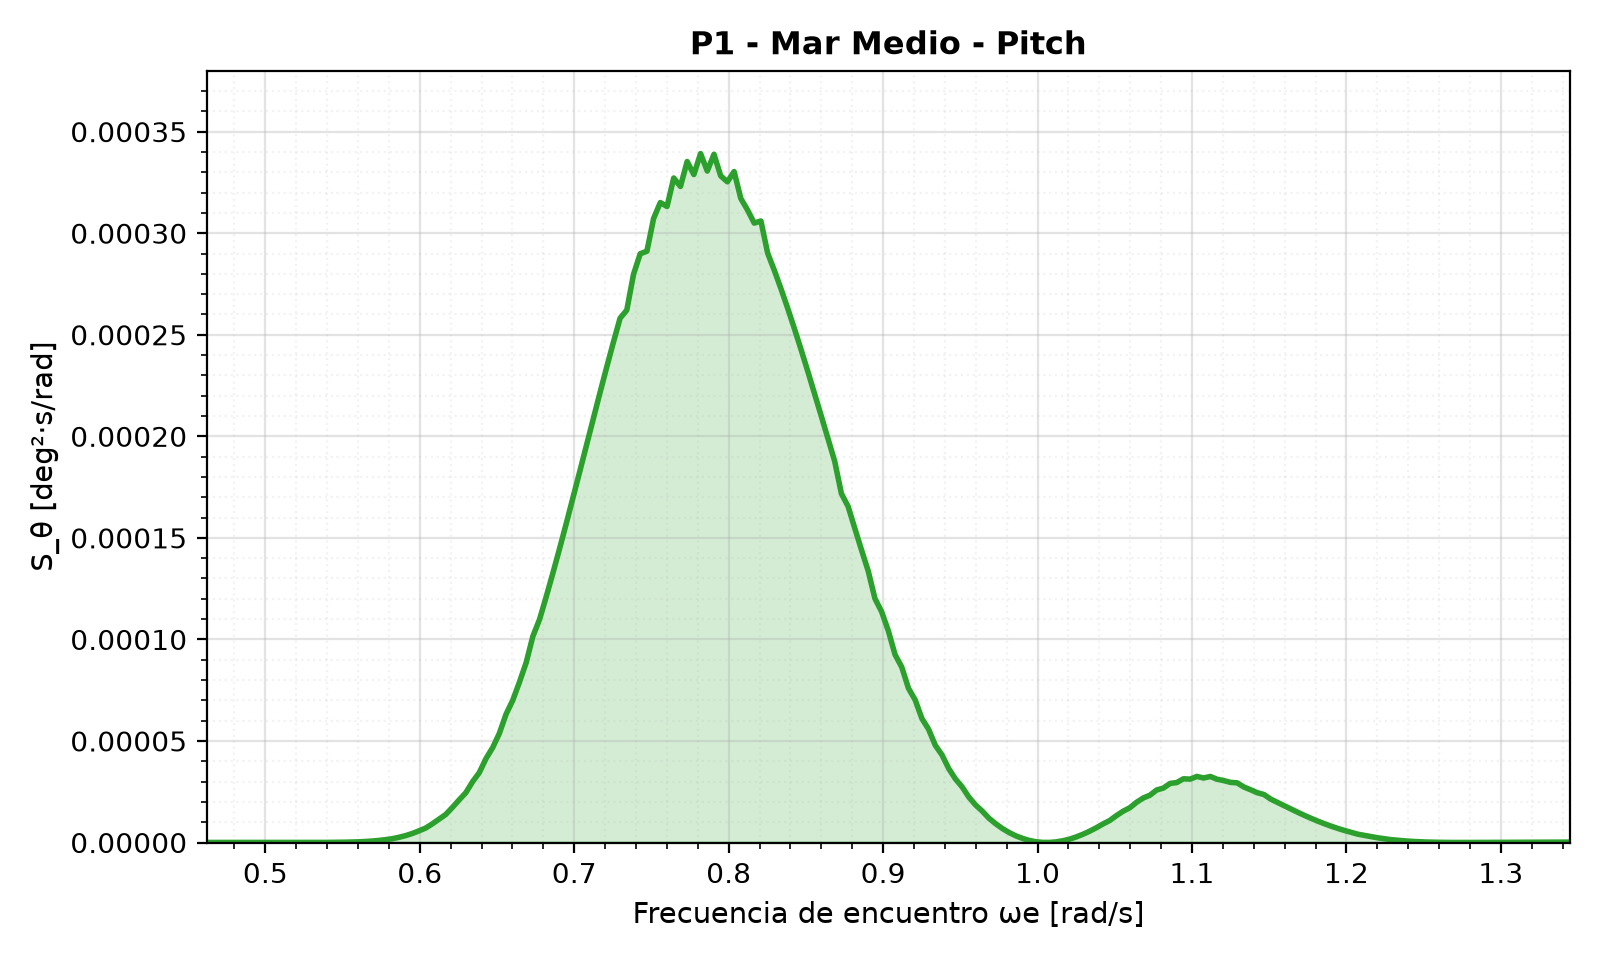 P1 - Mar Medio - Pitch
S_θ [deg²·s/rad]
0.00035
0.00030
0.00025
0.00020
0.00015
0.00010
0.00005
0.00000
0.5 0.6 0.7 0.8 0.9 1.0 1.1 1.2 1.3
Frecuencia de encuentro ωe [rad/s]